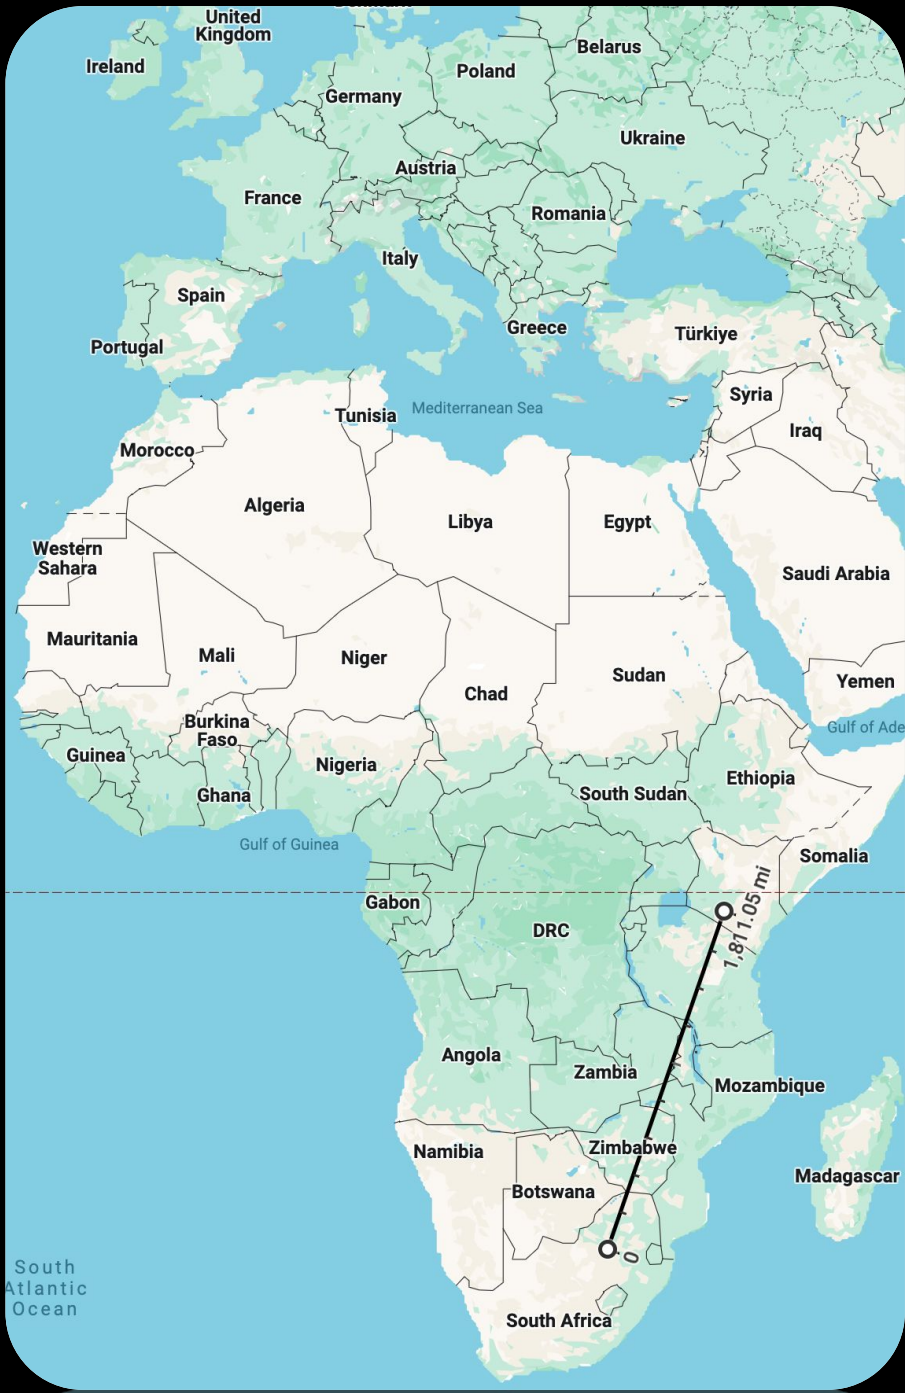 United
Kingdom
Ireland
Belarus
Poland
Germany
Ukraine
Austria
France
Romania
Italy
Spain
Greece
Türkiye
Portugal
Syria
Tunisia
Mediterranean Sea
Iraq
Morocco
Algeria
Libya
Egypt
Western
Sahara
Saudi Arabia
Mauritania
Mali
Niger
Sudan
Chad
Yemen
Burkina
Faso
Gulf of Ade
Guinea
Nigeria
Ethiopia
Ghana
South Sudan
Gulf of Guinea
Somalia
Gabon
1,811.05 mi
DRC
Angola
Zambia
Mozambique
Zimbabwe
Namibia
Madagascar
Botswana
0
South
Atlantic
Ocean
South Africa